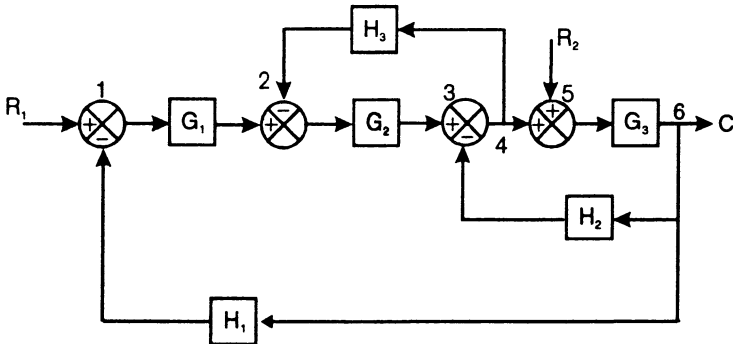 H₃
R₂
1
2
3
5
R₁
+
−
G₁
−
+
G₂
+
−
4
+
+
G₃
6
C
H₂
H₁